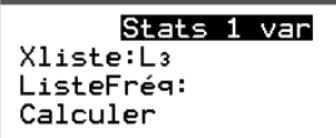 Stats 1 var
Xliste:L₃
ListeFréq:
Calculer